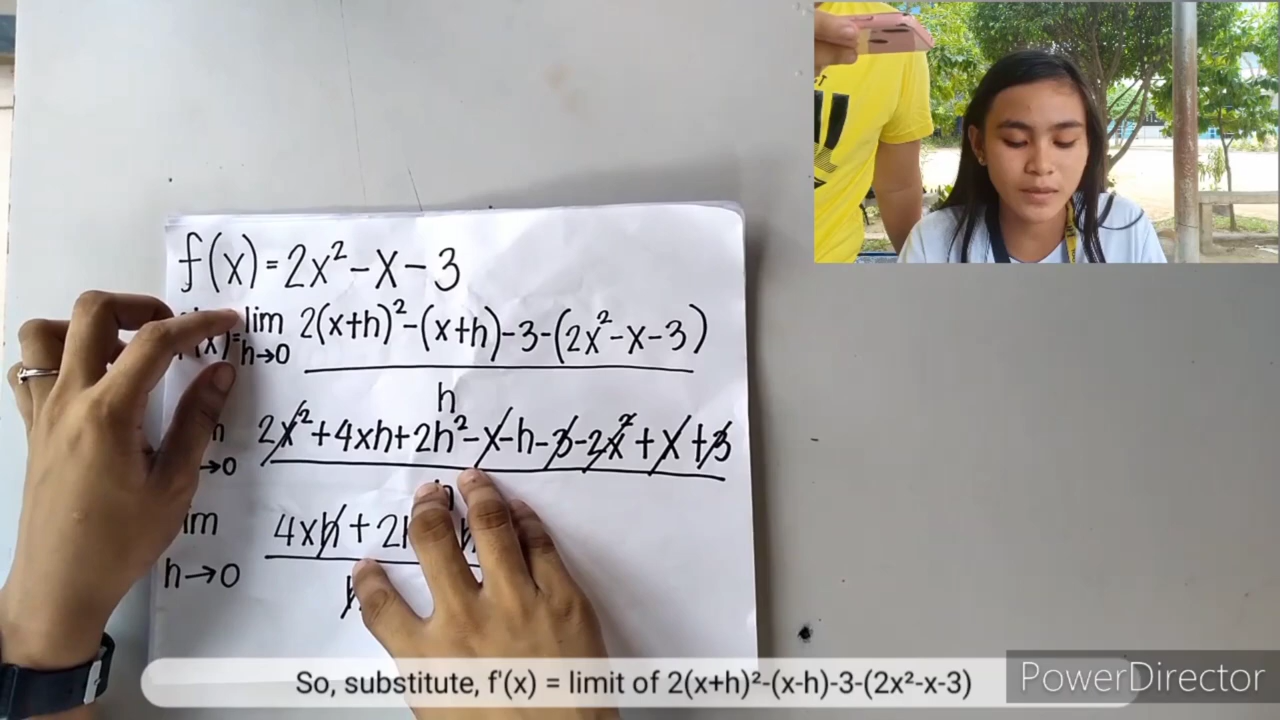 f(x) = 2x² - x - 3
(x) = lim 2(x+h)² - (x+h) - 3 - (2x² - x - 3)
h→0 h
2x² + 4xh + 2h² - x - h - 3 - 2x² + x + 3
→0
im 4xh + 2
h→0
So, substitute, f'(x) = limit of 2(x+h)²-(x-h)-3-(2x²-x-3)
PowerDirector